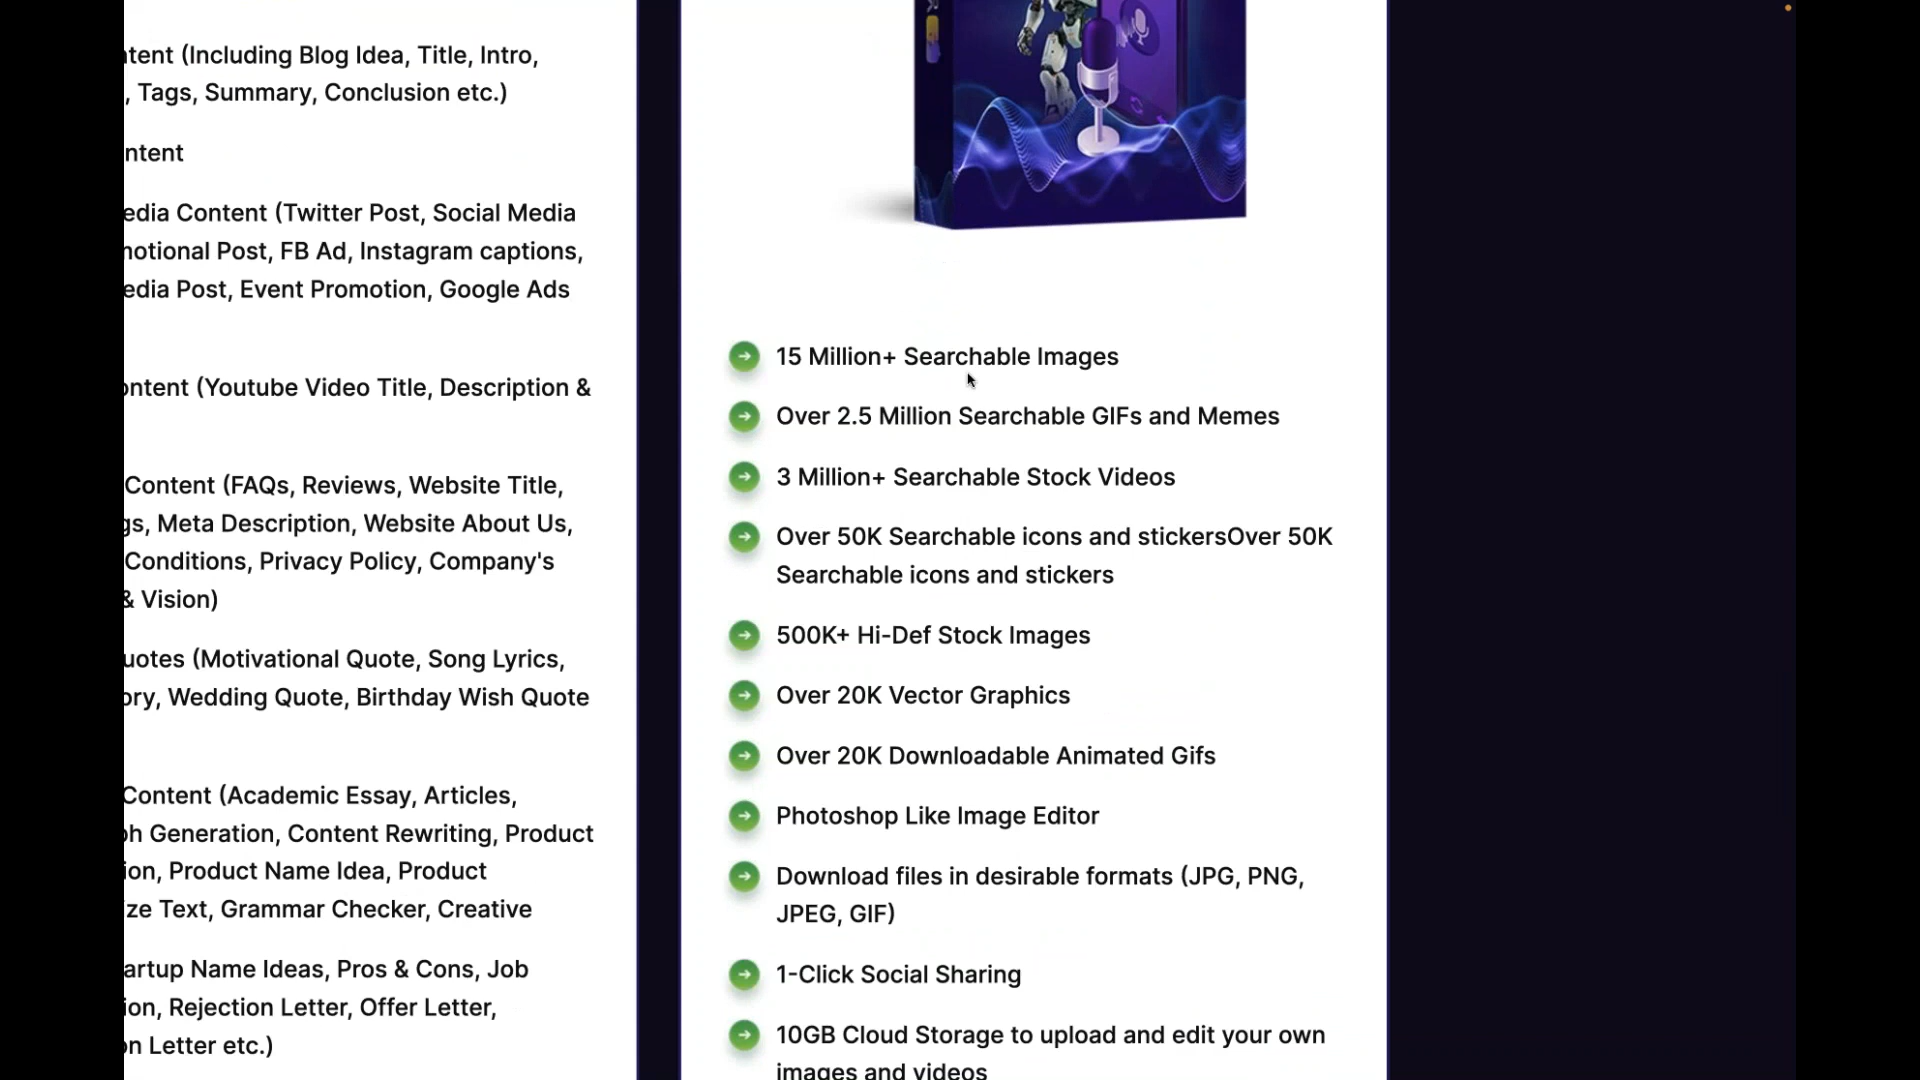 ntent (Including Blog Idea, Title, Intro,
, Tags, Summary, Conclusion etc.)
ntent
edia Content (Twitter Post, Social Media
notional Post, FB Ad, Instagram captions,
edia Post, Event Promotion, Google Ads
ontent (Youtube Video Title, Description &
Content (FAQs, Reviews, Website Title,
gs, Meta Description, Website About Us,
Conditions, Privacy Policy, Company's
& Vision)
uotes (Motivational Quote, Song Lyrics,
ory, Wedding Quote, Birthday Wish Quote
Content (Academic Essay, Articles,
ph Generation, Content Rewriting, Product
ion, Product Name Idea, Product
ize Text, Grammar Checker, Creative
artup Name Ideas, Pros & Cons, Job
ion, Rejection Letter, Offer Letter,
on Letter etc.)
15 Million+ Searchable Images
Over 2.5 Million Searchable GIFs and Memes
3 Million+ Searchable Stock Videos
Over 50K Searchable icons and stickersOver 50K
Searchable icons and stickers
500K+ Hi-Def Stock Images
Over 20K Vector Graphics
Over 20K Downloadable Animated Gifs
Photoshop Like Image Editor
Download files in desirable formats (JPG, PNG,
JPEG, GIF)
1-Click Social Sharing
10GB Cloud Storage to upload and edit your own
images and videos